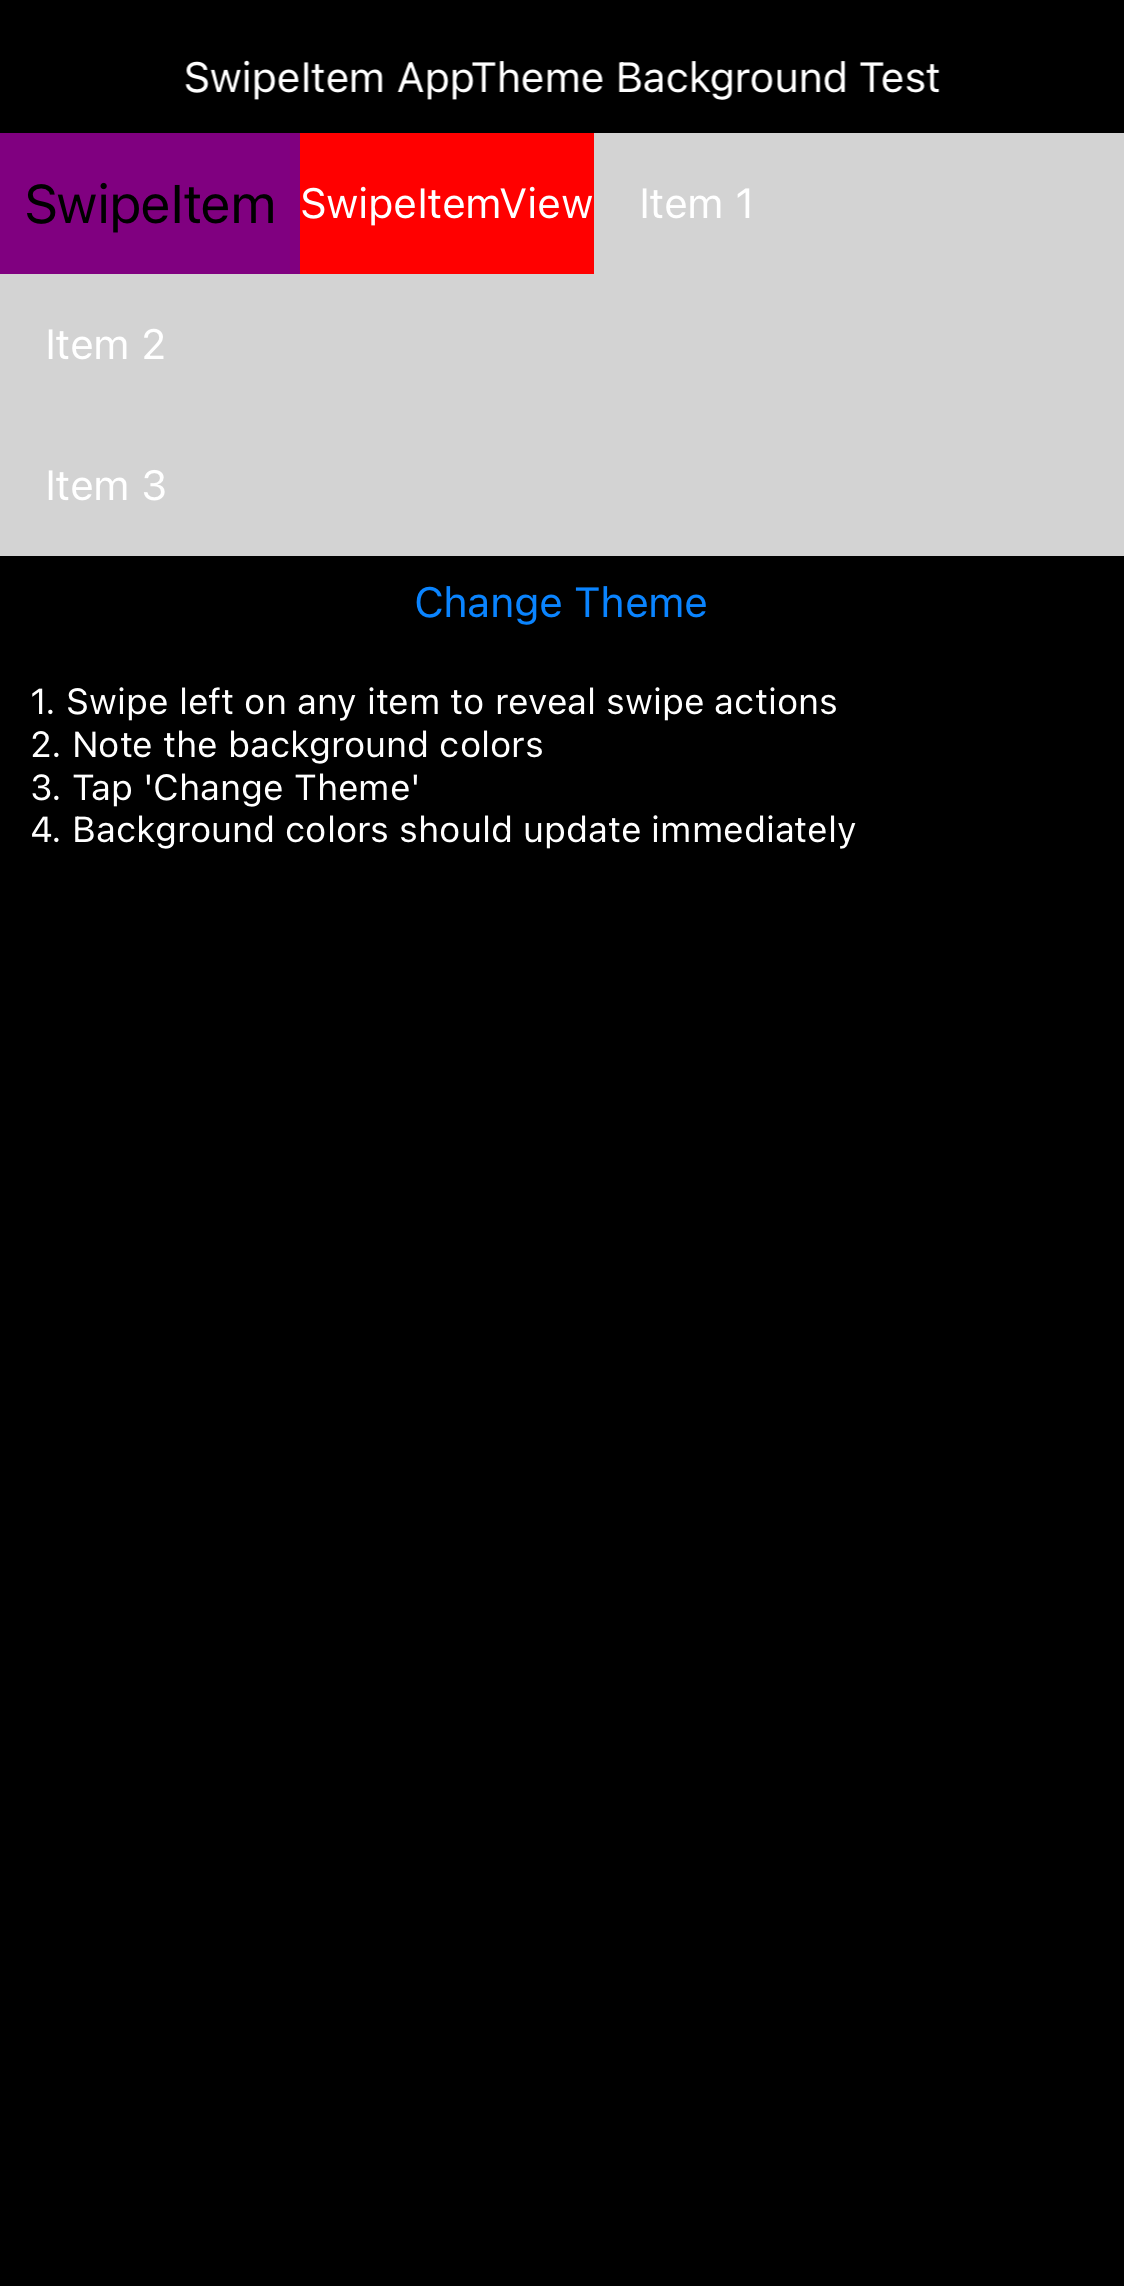 SwipeItem AppTheme Background Test
SwipeItem SwipeItemView Item 1
Item 2
Item 3
Change Theme
1. Swipe left on any item to reveal swipe actions
2. Note the background colors
3. Tap 'Change Theme'
4. Background colors should update immediately